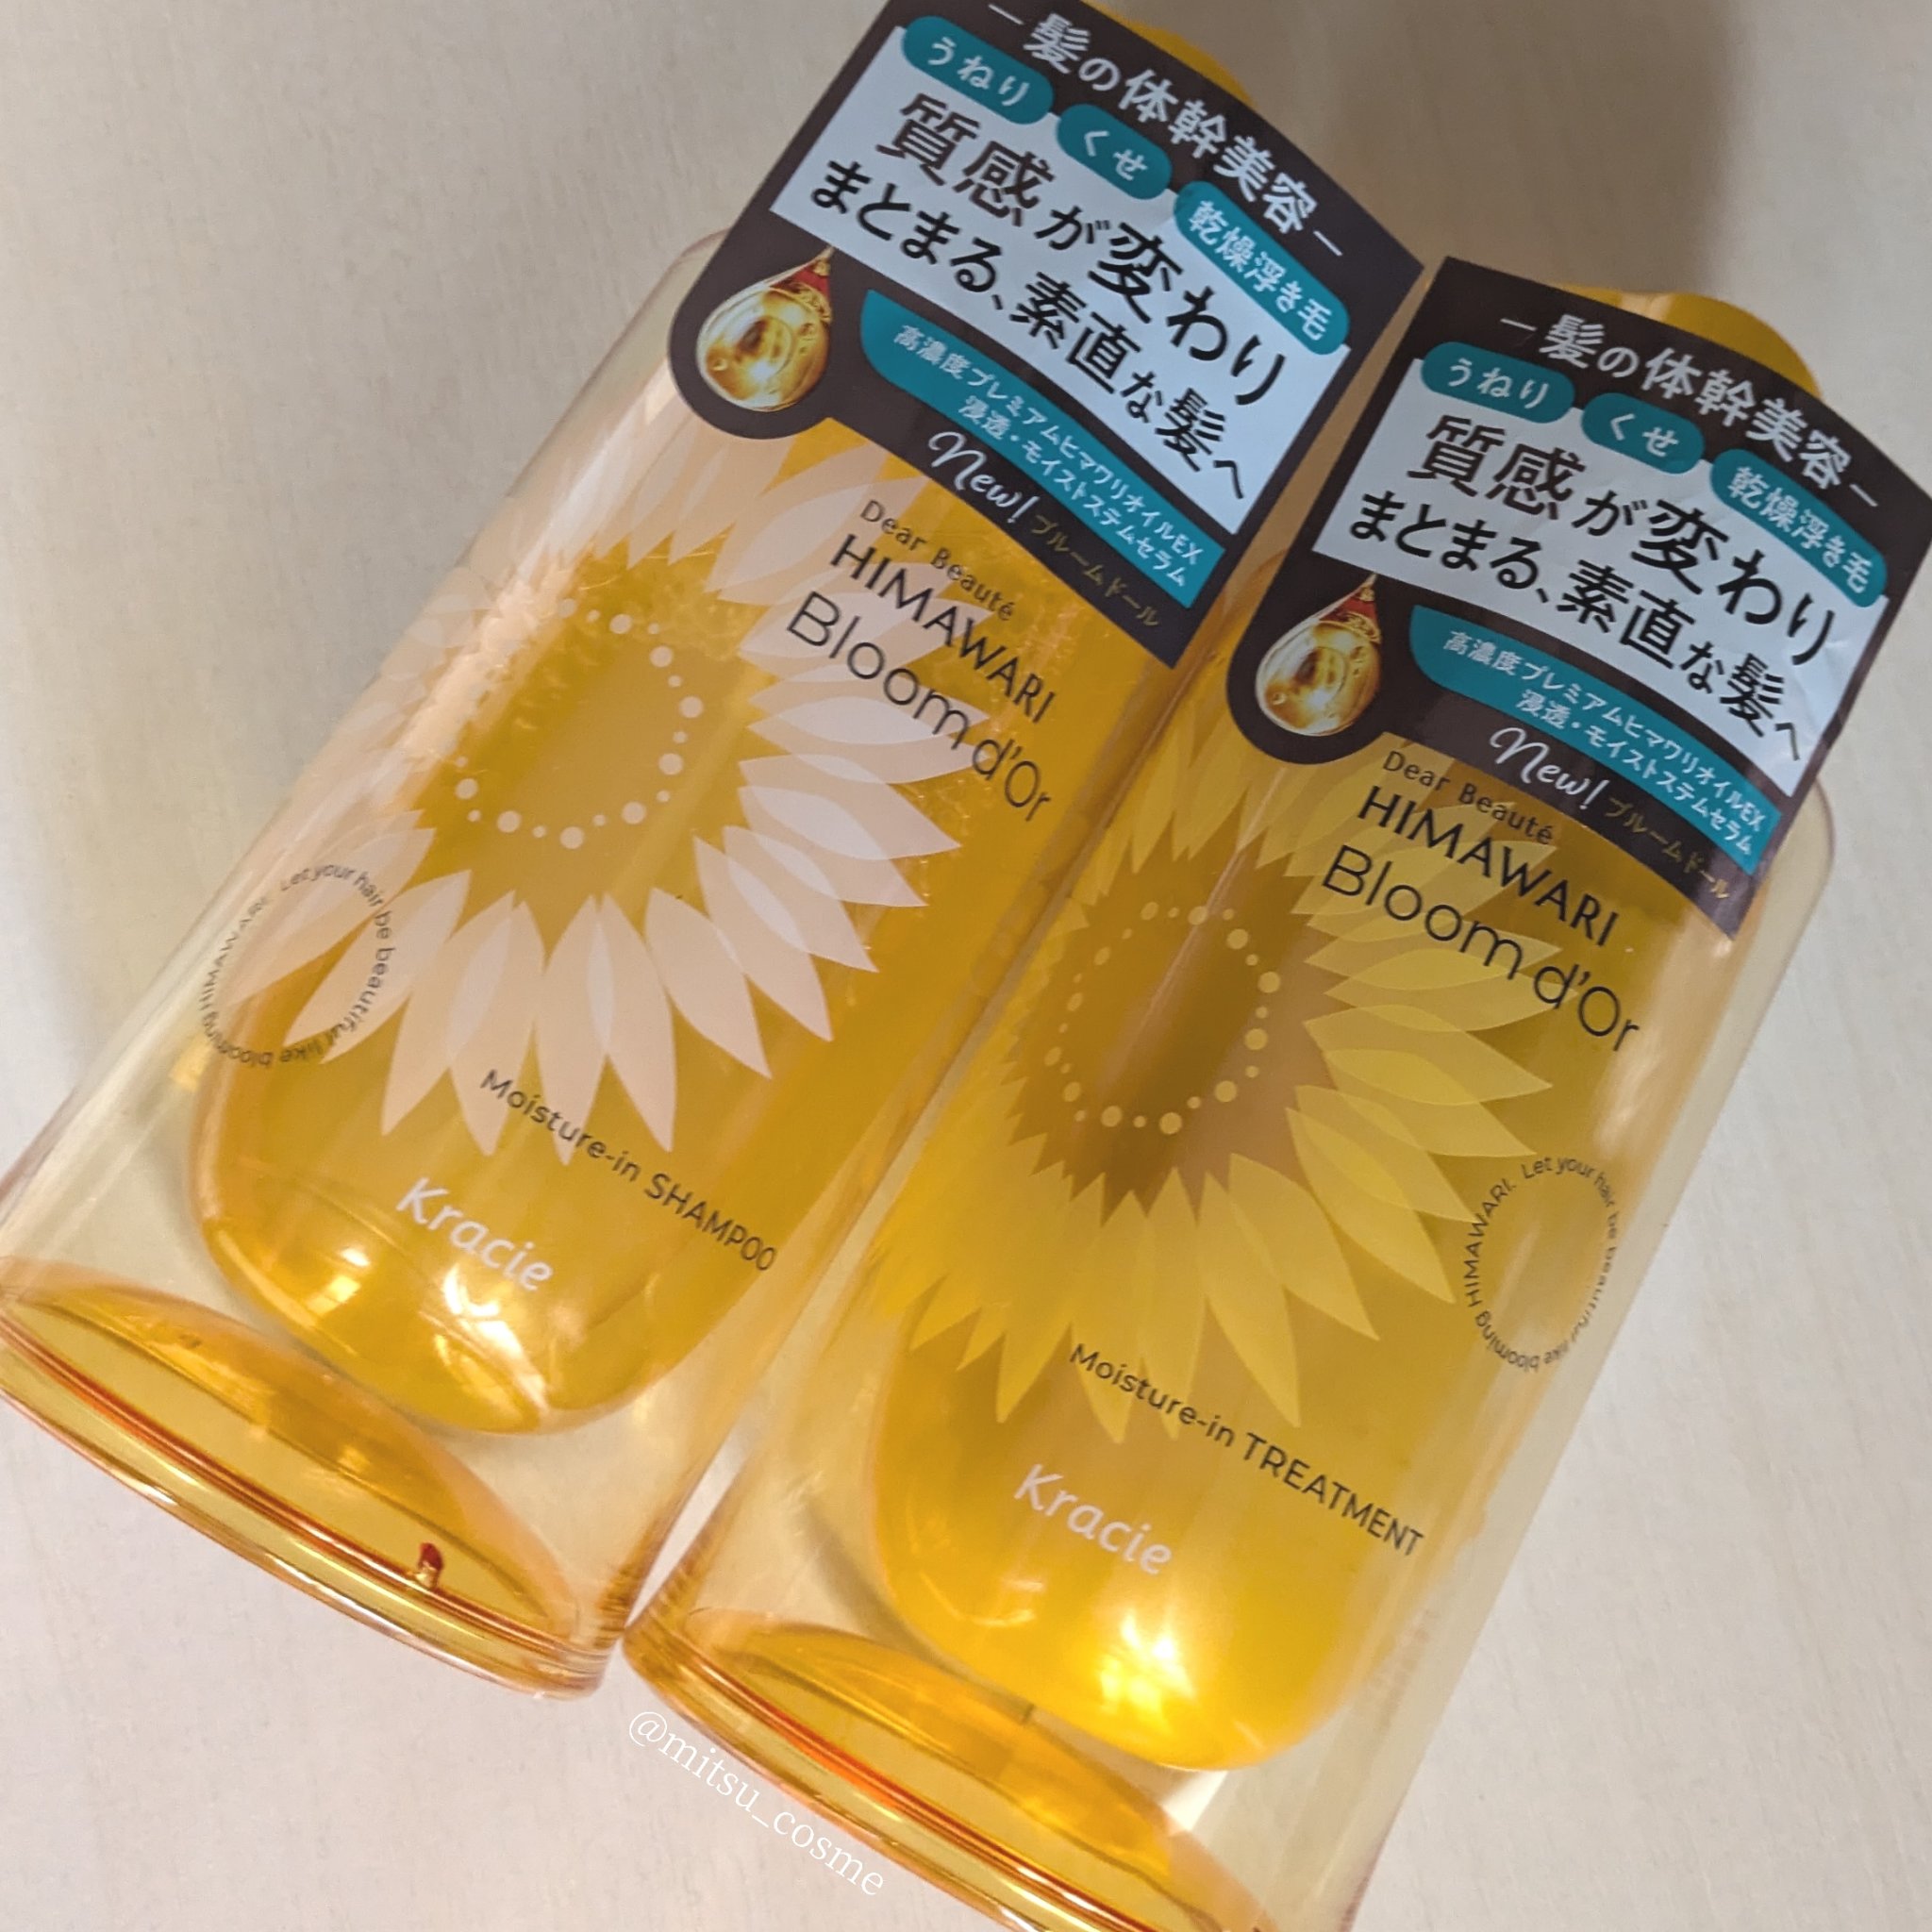 －髪の体幹美容－
うねり
くせ
乾燥浮き毛
質感が変わり
まとまる、素直な髪へ
高濃度プレミアムヒマワリオイルEX
浸透・モイストステムセラム
New! ブルームドール
Dear Beauté
HIMAWARI
Bloom d'Or
Let your hair be beautiful like blooming HIMAWARI.
Moisture-in SHAMPOO
Kracie
－髪の体幹美容－
うねり
くせ
乾燥浮き毛
質感が変わり
まとまる、素直な髪へ
高濃度プレミアムヒマワリオイルEX
浸透・モイストステムセラム
New! ブルームドール
Dear Beauté
HIMAWARI
Bloom d'Or
Let your hair be beautiful like blooming HIMAWARI.
Moisture-in TREATMENT
Kracie
@mitsu_cosme